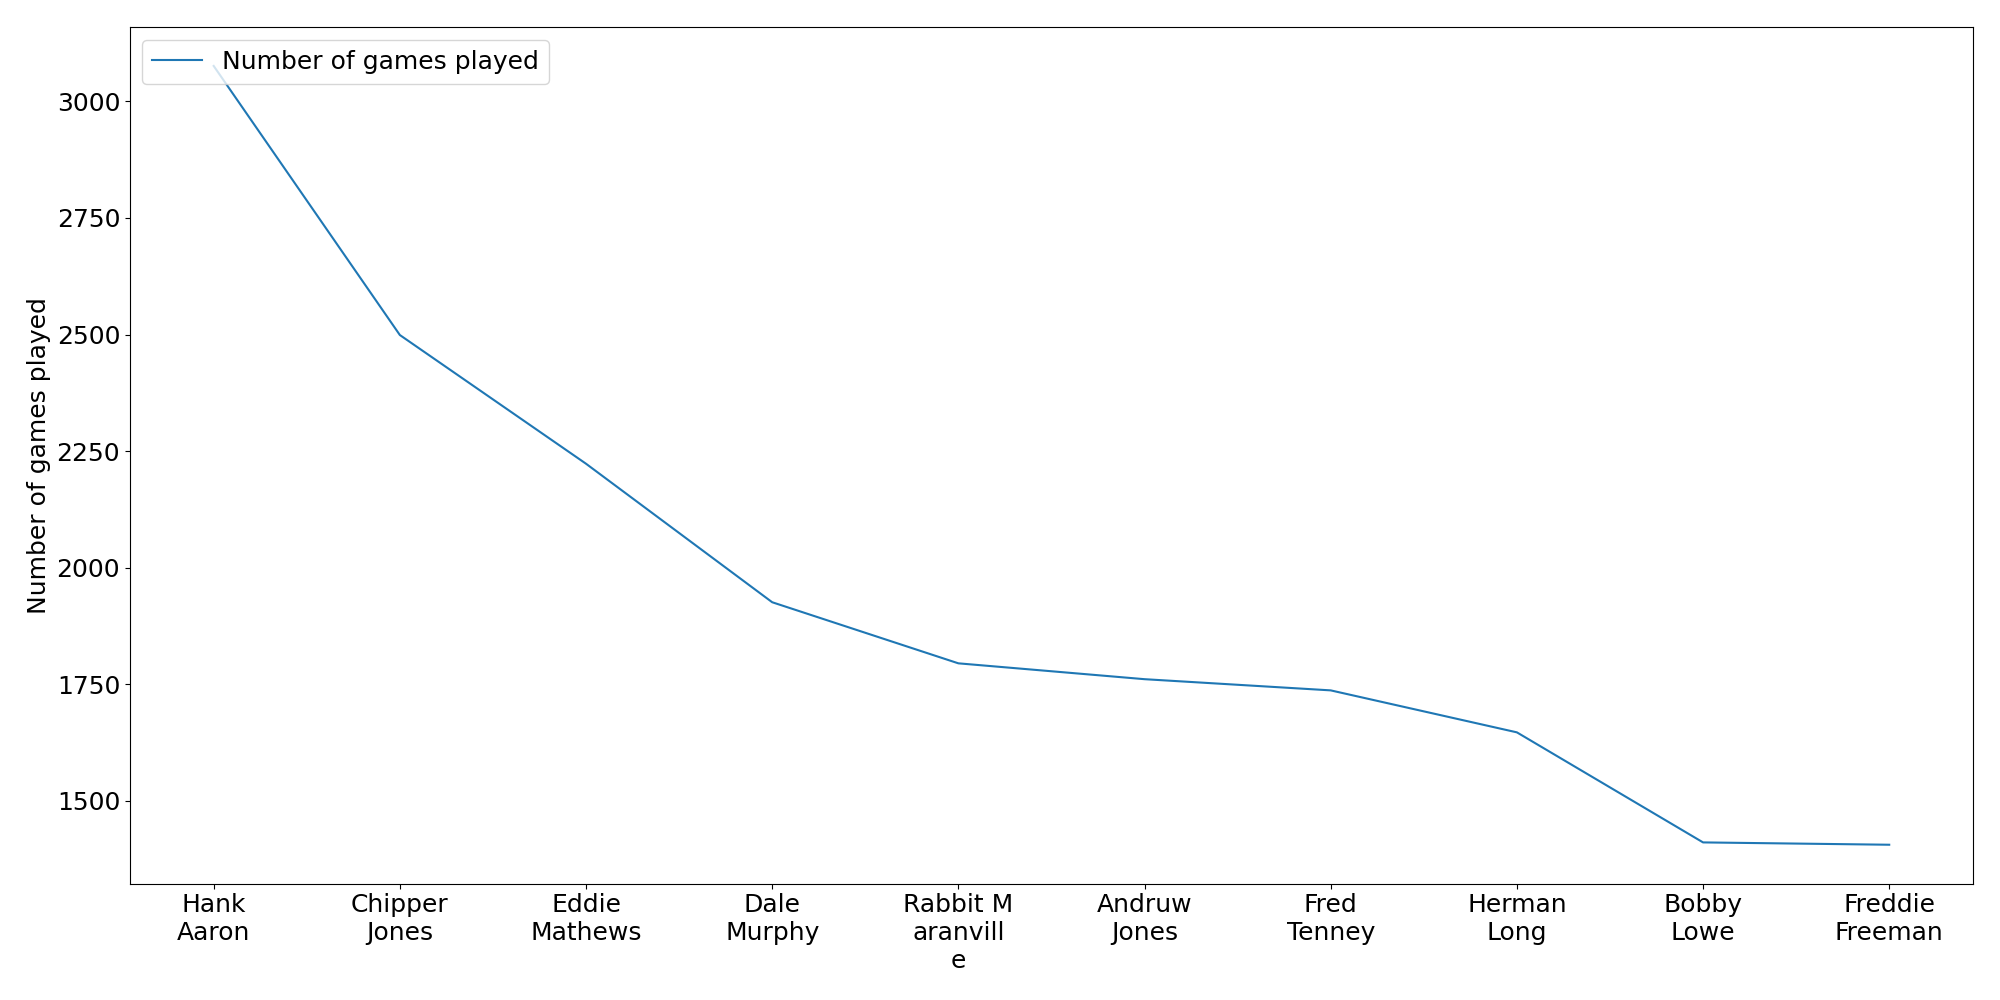 Number of games played
Number of games played
3000
2750
2500
2250
2000
1750
1500
Hank
Aaron
Chipper
Jones
Eddie
Mathews
Dale
Murphy
Rabbit M
aranvill
e
Andruw
Jones
Fred
Tenney
Herman
Long
Bobby
Lowe
Freddie
Freeman